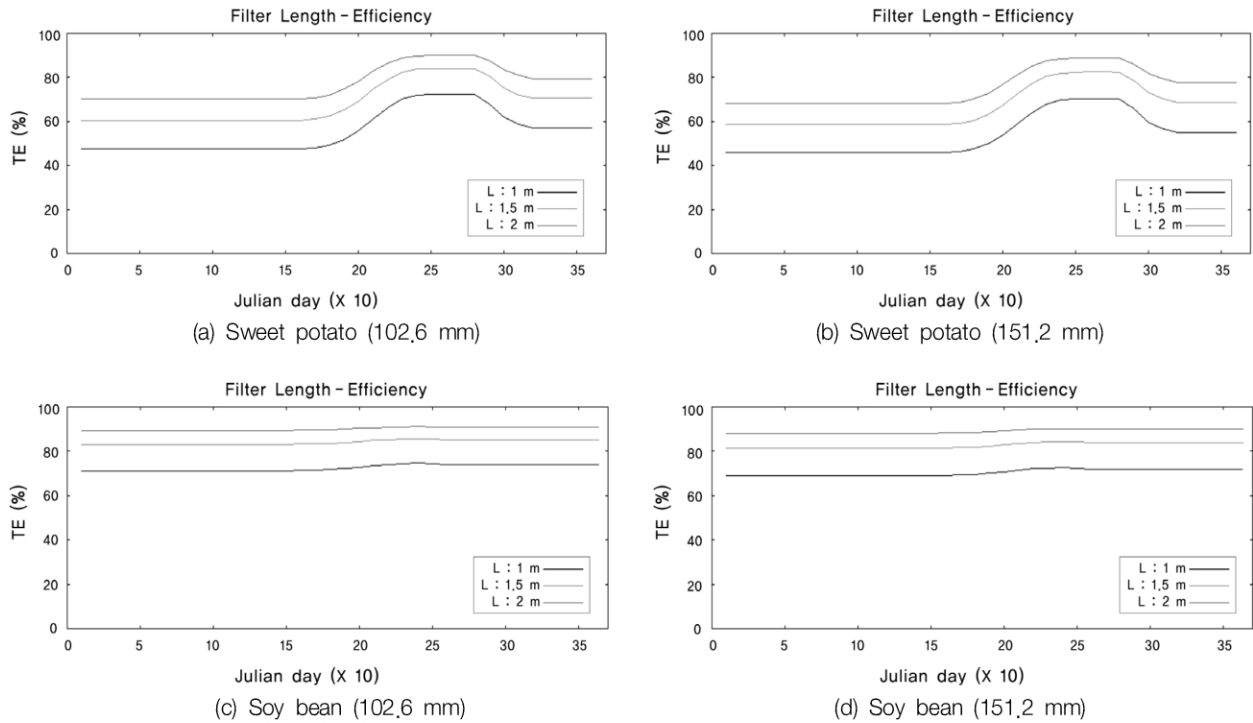 Filter Length - Efficiency
100
80
60
40
20
0
TE (%)
L : 1 m
L : 1.5 m
L : 2 m
0 5 10 15 20 25 30 35
Julian day (X 10)
(a) Sweet potato (102.6 mm)
Filter Length - Efficiency
100
80
60
40
20
0
TE (%)
L : 1 m
L : 1.5 m
L : 2 m
0 5 10 15 20 25 30 35
Julian day (X 10)
(b) Sweet potato (151.2 mm)
Filter Length - Efficiency
100
80
60
40
20
0
TE (%)
L : 1 m
L : 1.5 m
L : 2 m
0 5 10 15 20 25 30 35
Julian day (X 10)
(c) Soy bean (102.6 mm)
Filter Length - Efficiency
100
80
60
40
20
0
TE (%)
L : 1 m
L : 1.5 m
L : 2 m
0 5 10 15 20 25 30 35
Julian day (X 10)
(d) Soy bean (151.2 mm)